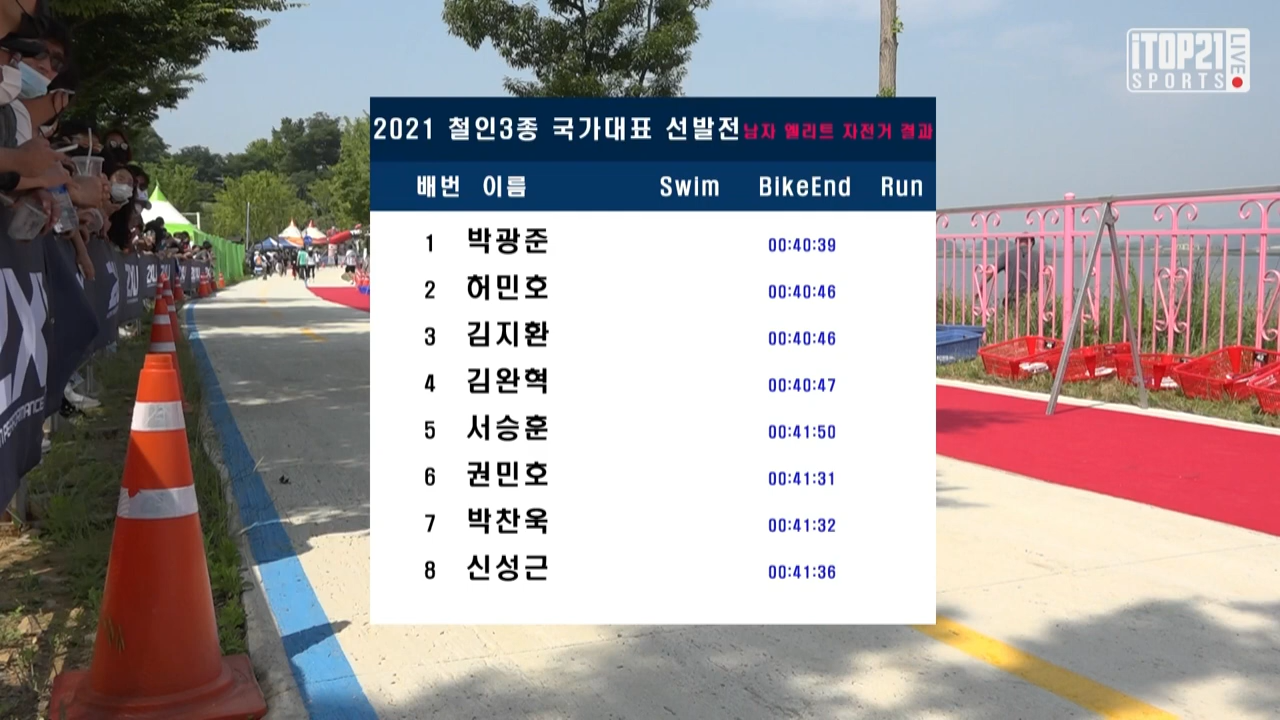 iTOP21
SPORTS
LIVE
2021 철인3종 국가대표 선발전 남자 엘리트 자전거 결과
배번 이름 Swim BikeEnd Run
1 박광준 00:40:39
2 허민호 00:40:46
3 김지환 00:40:46
4 김완혁 00:40:47
5 서승훈 00:41:50
6 권민호 00:41:31
7 박찬욱 00:41:32
8 신성근 00:41:36
2XU